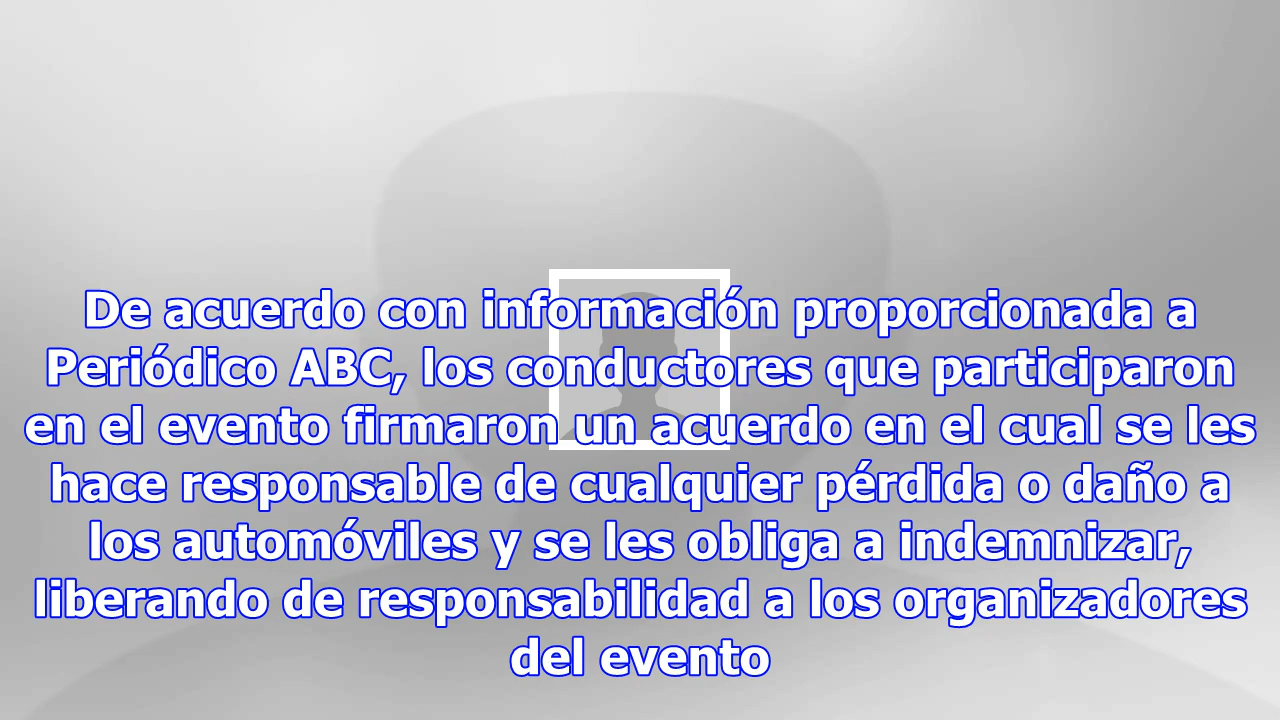 De acuerdo con información proporcionada a
Periódico ABC, los conductores que participaron
en el evento firmaron un acuerdo en el cual se les
hace responsable de cualquier pérdida o daño a
los automóviles y se les obliga a indemnizar,
liberando de responsabilidad a los organizadores
del evento